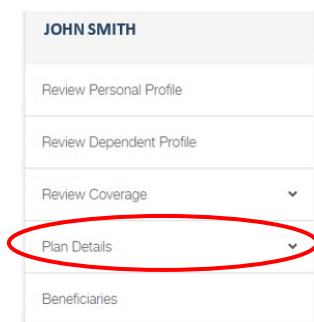 JOHN SMITH
Review Personal Profile
Review Dependent Profile
Review Coverage
Plan Details
Beneficiaries